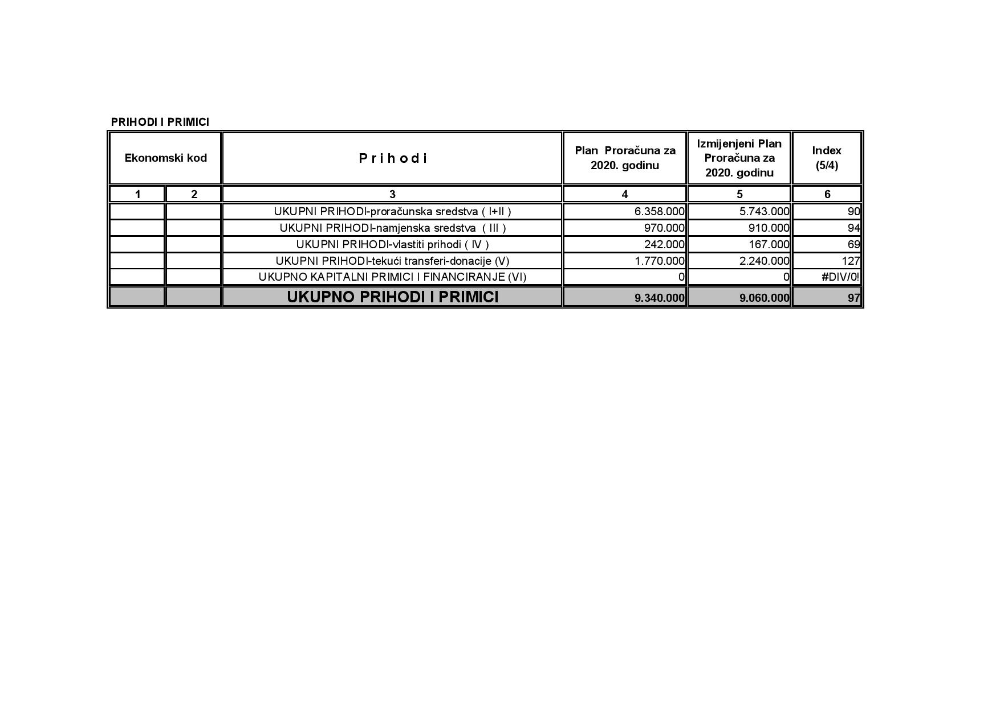 PRIHODI I PRIMICI
Ekonomski kod
P r i h o d i
Plan Proračuna za
2020. godinu
Izmijenjeni Plan
Proračuna za
2020. godinu
Index
(5/4)
1 2 3 4 5 6
UKUPNI PRIHODI-proračunska sredstva ( I+II ) 6.358.000 5.743.000 90
UKUPNI PRIHODI-namjenska sredstva ( III ) 970.000 910.000 94
UKUPNI PRIHODI-vlastiti prihodi ( IV ) 242.000 167.000 69
UKUPNI PRIHODI-tekući transferi-donacije (V) 1.770.000 2.240.000 127
UKUPNO KAPITALNI PRIMICI I FINANCIRANJE (VI) 0 0 #DIV/0!
UKUPNO PRIHODI I PRIMICI 9.340.000 9.060.000 97